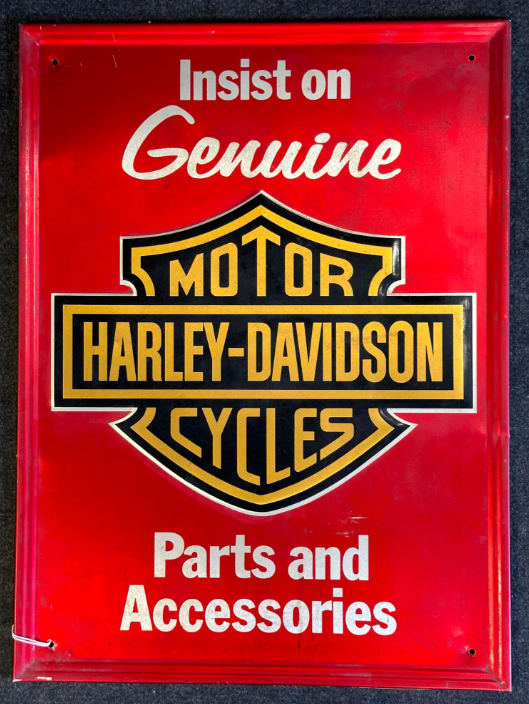 Insist on
Genuine
MOTOR
HARLEY-DAVIDSON
CYCLES
Parts and
Accessories